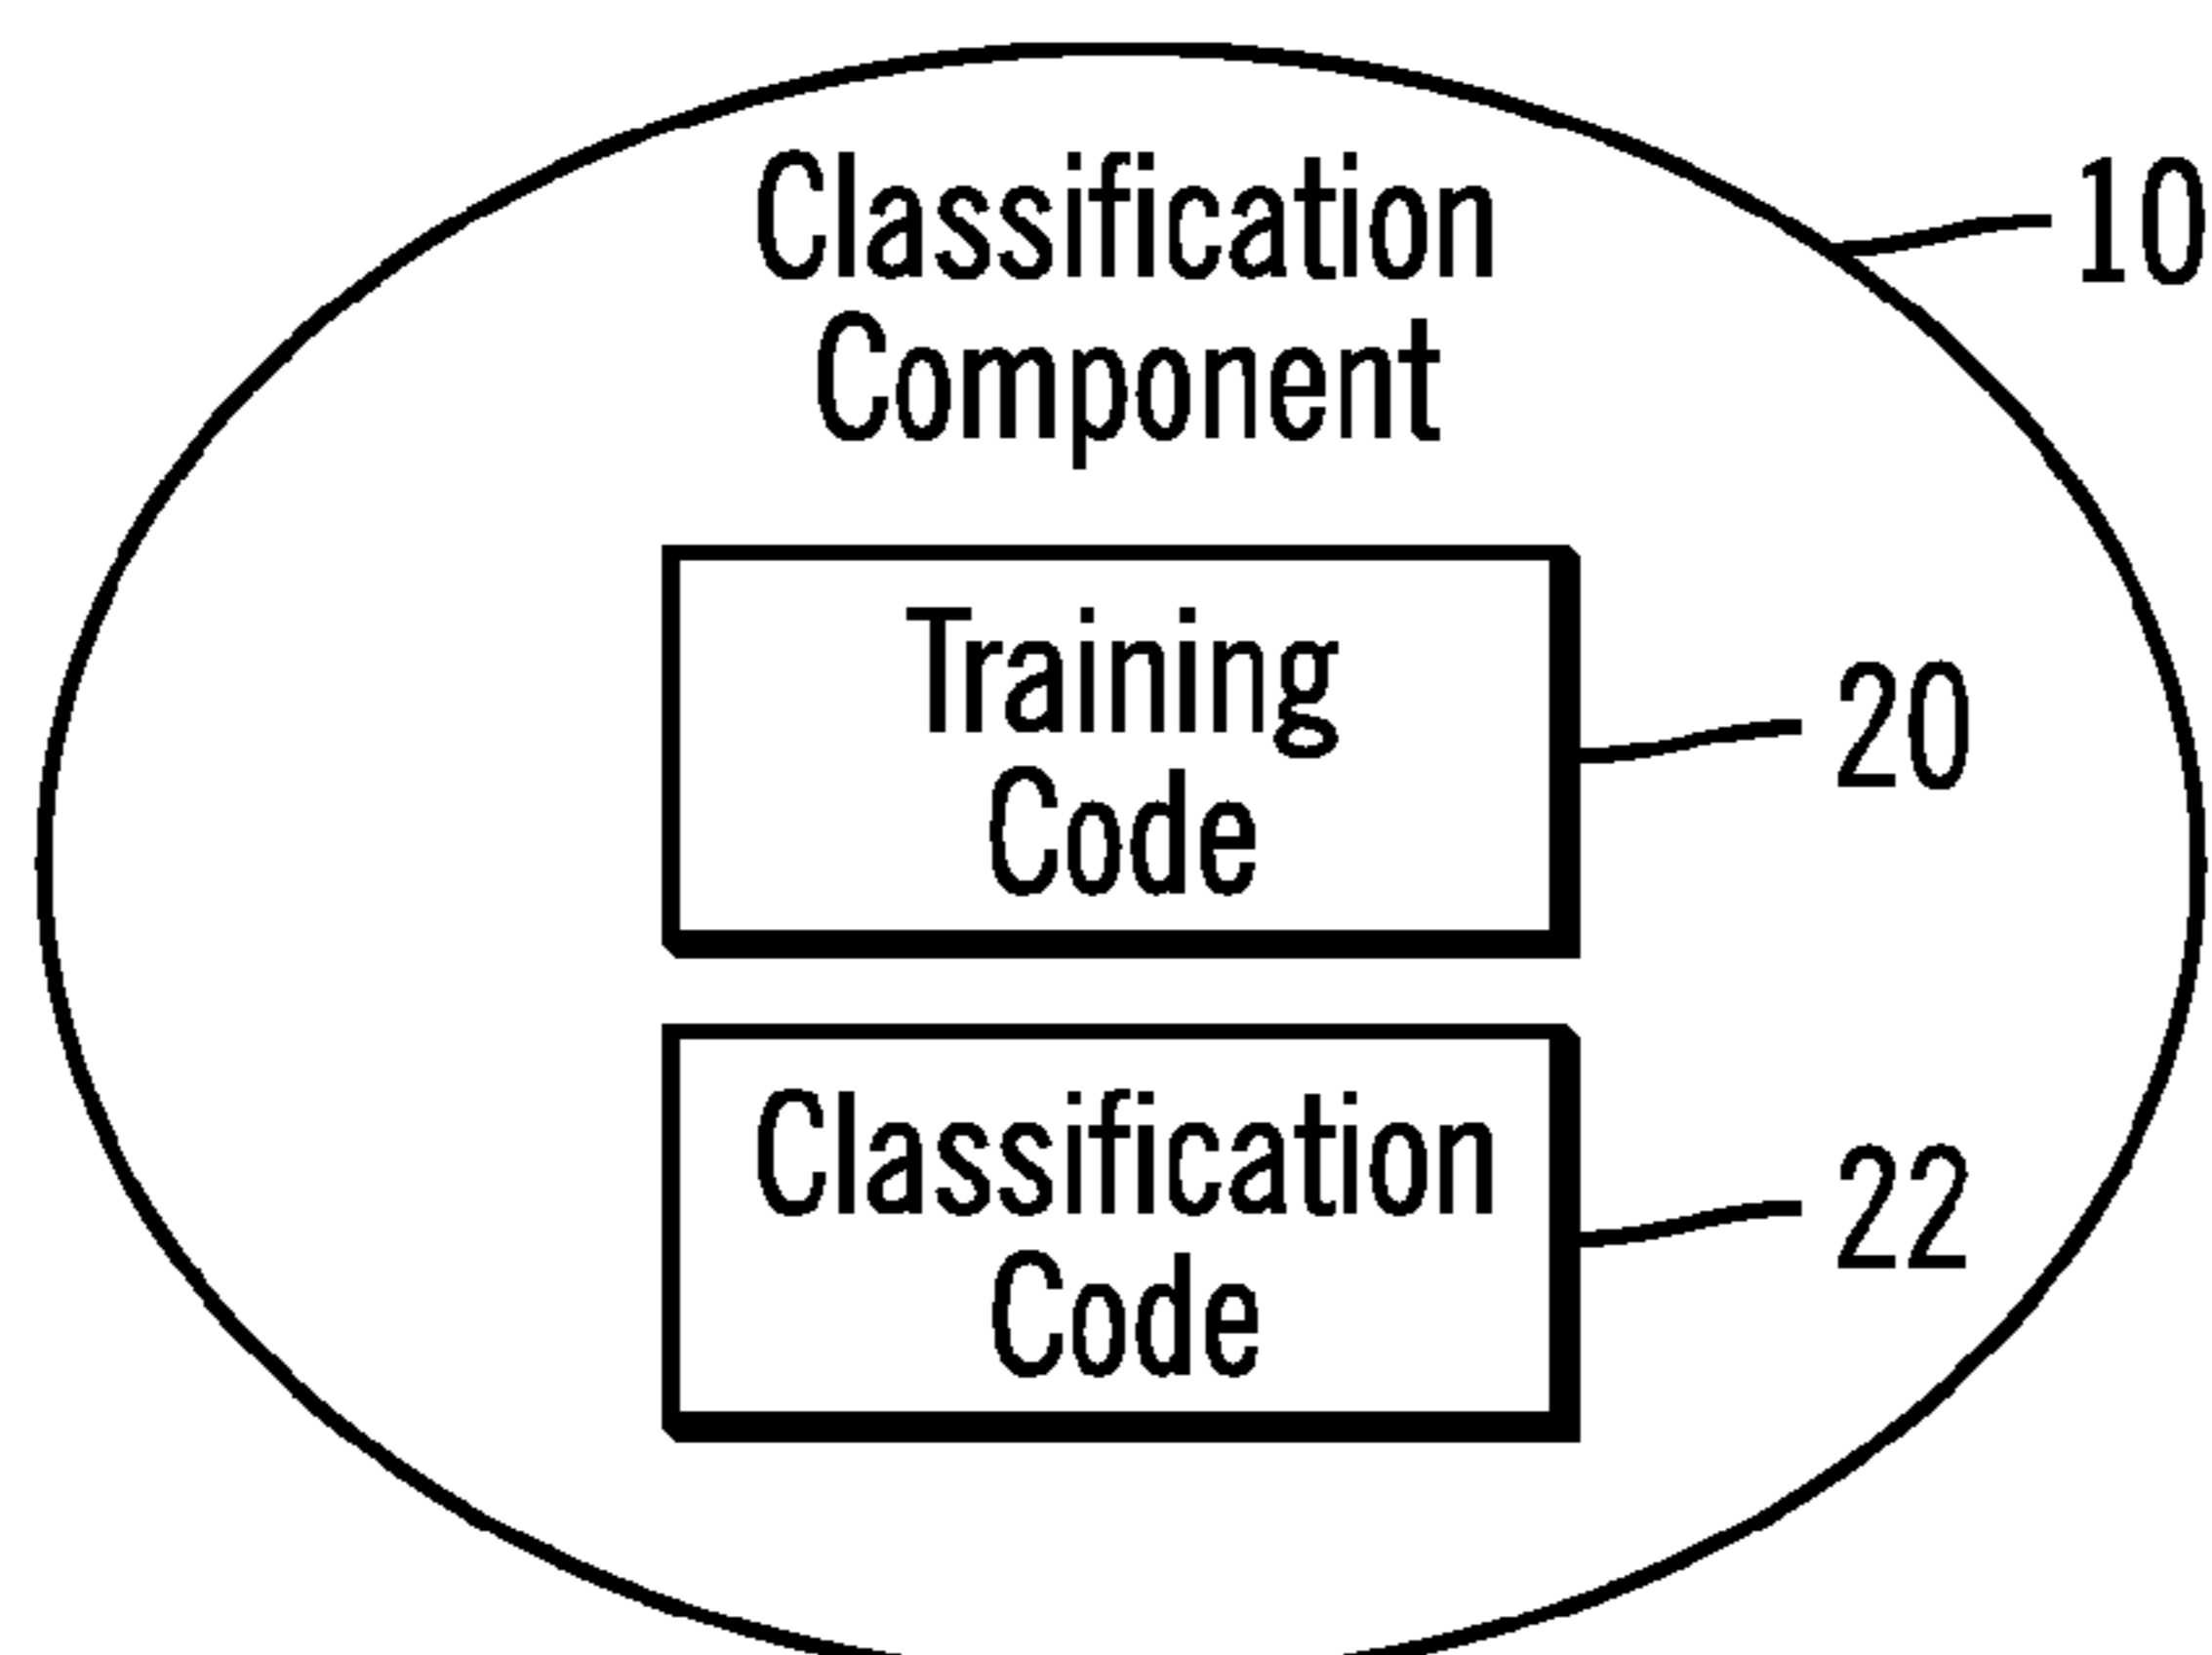 Classification
Component
10
Training
Code
20
Classification
Code
22